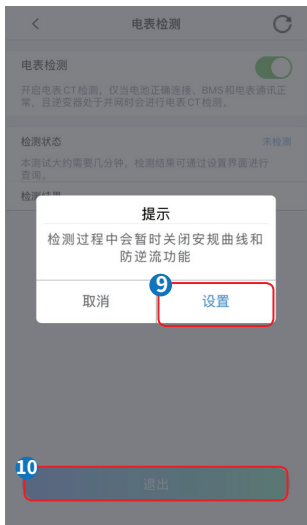 电表检测
电表检测
开启电表CT检测，仅当电池正确连接、BMS和电表通讯正
常，且逆变器处于并网时会进行电表CT检测。
检测状态 未检测
本测试大约需要几分钟，检测结果可通过设置界面进行
查询。
检测结果
提示
检测过程中会暂时关闭安规曲线和
防逆流功能
9
取消 设置
10
退出